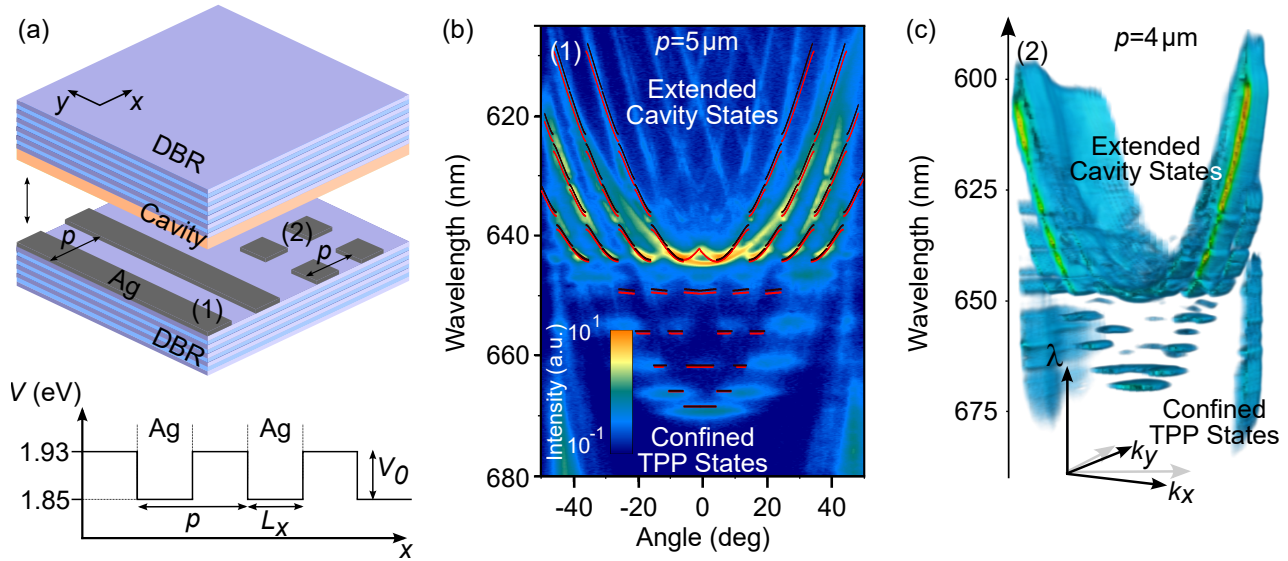 (a)
y
x
DBR
Cavity
(2)
p
p
Ag
(1)
DBR
V (eV)
Ag
Ag
1.93
V0
1.85
p
Lx
x
(b)
(1)
p=5 µm
Extended
Cavity States
620
640
660
680
Wavelength (nm)
Intensity (a.u.)
10^1
10^-1
Confined
TPP States
-40
-20
0
20
40
Angle (deg)
(c)
(2)
p=4 µm
600
625
650
675
Wavelength (nm)
Extended
Cavity States
λ
Confined
TPP States
ky
kx